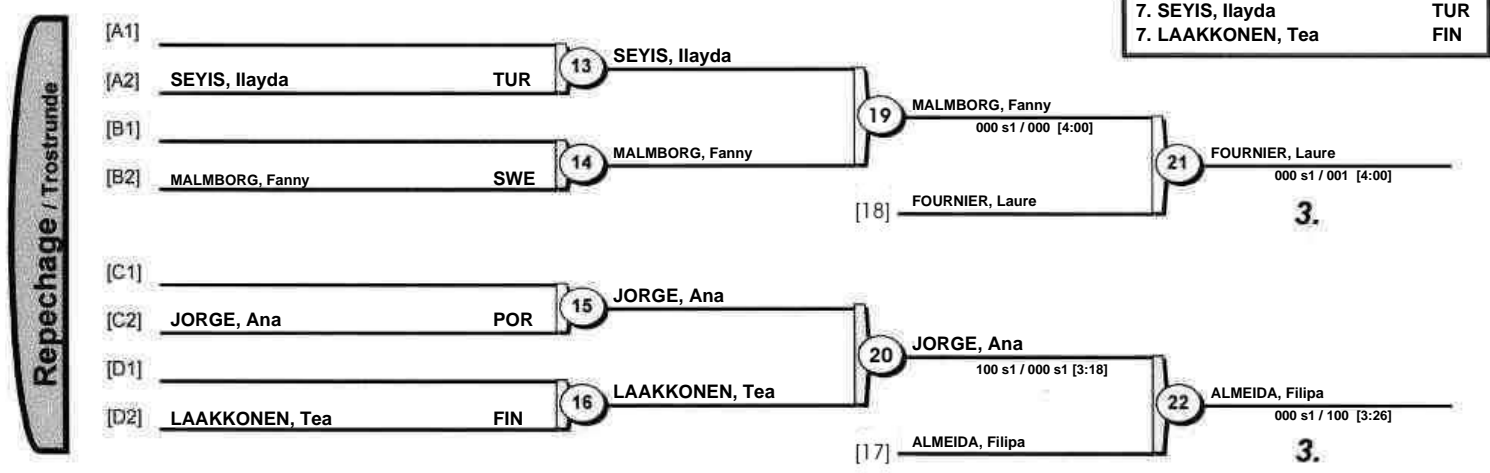 7. SEYIS, Ilayda TUR
7. LAAKKONEN, Tea FIN
Repechage / Trostrunde
[A1]
[A2] SEYIS, Ilayda TUR
13 SEYIS, Ilayda
[B1]
[B2] MALMBORG, Fanny SWE
14 MALMBORG, Fanny
19 MALMBORG, Fanny
000 s1 / 000 [4:00]
[18] FOURNIER, Laure
21 FOURNIER, Laure
000 s1 / 001 [4:00]
3.
[C1]
[C2] JORGE, Ana POR
15 JORGE, Ana
[D1]
[D2] LAAKKONEN, Tea FIN
16 LAAKKONEN, Tea
20 JORGE, Ana
100 s1 / 000 s1 [3:18]
[17] ALMEIDA, Filipa
22 ALMEIDA, Filipa
000 s1 / 100 [3:26]
3.